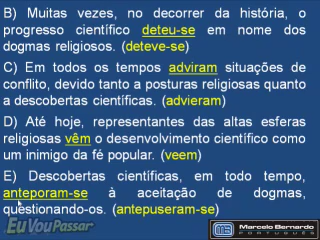 B) Muitas vezes, no decorrer da história, o
progresso científico deteu-se em nome dos
dogmas religiosos. (deteve-se)
C) Em todos os tempos adviram situações de
conflito, devido tanto a posturas religiosas quanto
a descobertas científicas. (advieram)
D) Até hoje, representantes das altas esferas
religiosas vêm o desenvolvimento científico como
um inimigo da fé popular. (veem)
E) Descobertas científicas, em todo tempo,
anteporam-se à aceitação de dogmas,
questionando-os. (antepuseram-se)
EuVouPassar
Marcelo Bernardo
PORTUGUÊS